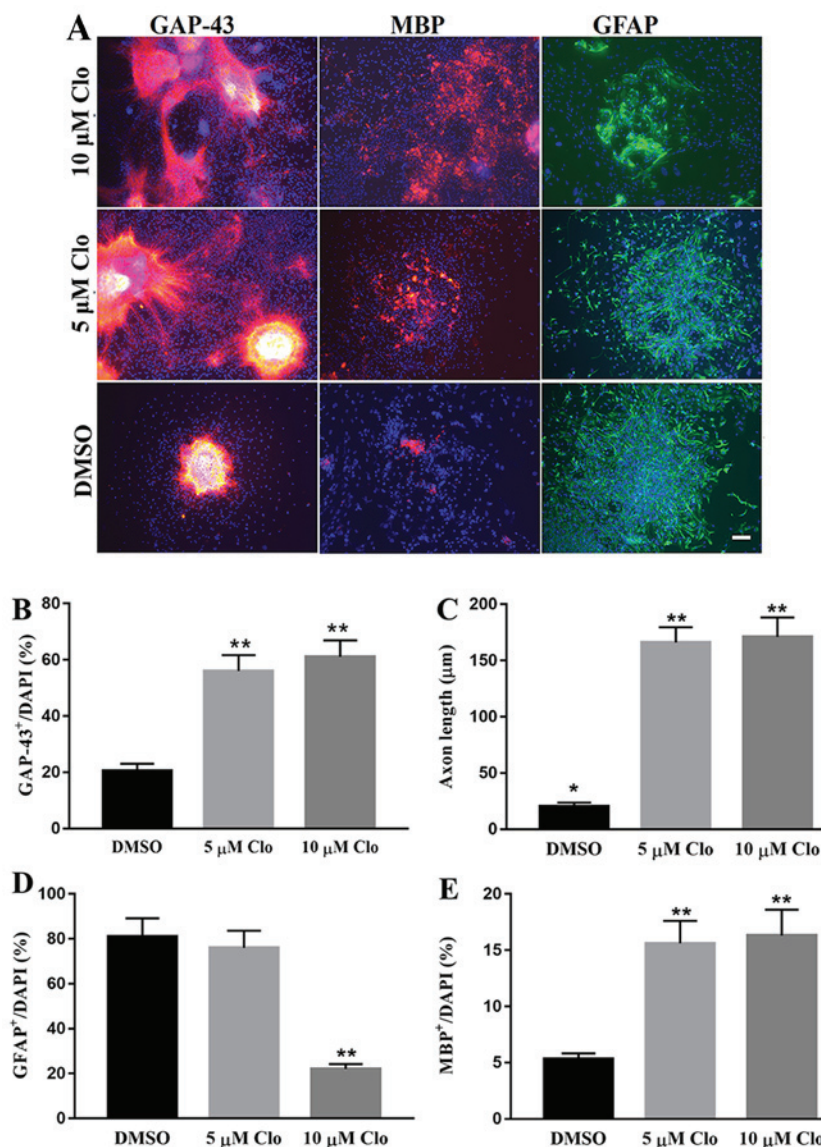 A
GAP-43 MBP GFAP
10 µM Clo
5 µM Clo
DMSO
B
GAP-43+/DAPI (%)
80
60
40
20
0
** **
DMSO 5 µM Clo 10 µM Clo
C
Axon length (µm)
200
150
100
50
0
* ** **
DMSO 5 µM Clo 10 µM Clo
D
GFAP+/DAPI (%)
100
80
60
40
20
0
**
DMSO 5 µM Clo 10 µM Clo
E
MBP+/DAPI (%)
20
15
10
5
0
** **
DMSO 5 µM Clo 10 µM Clo